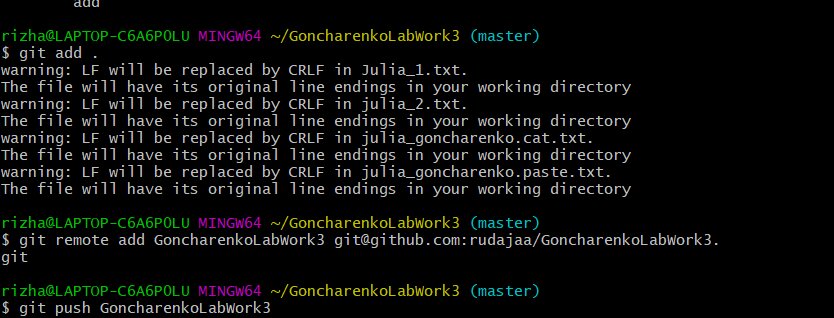 add
rizha@LAPTOP-C6A6P0LU MINGW64 ~/GoncharenkoLabWork3 (master)
$ git add .
warning: LF will be replaced by CRLF in Julia_1.txt.
The file will have its original line endings in your working directory
warning: LF will be replaced by CRLF in julia_2.txt.
The file will have its original line endings in your working directory
warning: LF will be replaced by CRLF in julia_goncharenko.cat.txt.
The file will have its original line endings in your working directory
warning: LF will be replaced by CRLF in julia_goncharenko.paste.txt.
The file will have its original line endings in your working directory
rizha@LAPTOP-C6A6P0LU MINGW64 ~/GoncharenkoLabWork3 (master)
$ git remote add GoncharenkoLabWork3 git@github.com:rudajaa/GoncharenkoLabWork3.
git
rizha@LAPTOP-C6A6P0LU MINGW64 ~/GoncharenkoLabWork3 (master)
$ git push GoncharenkoLabWork3